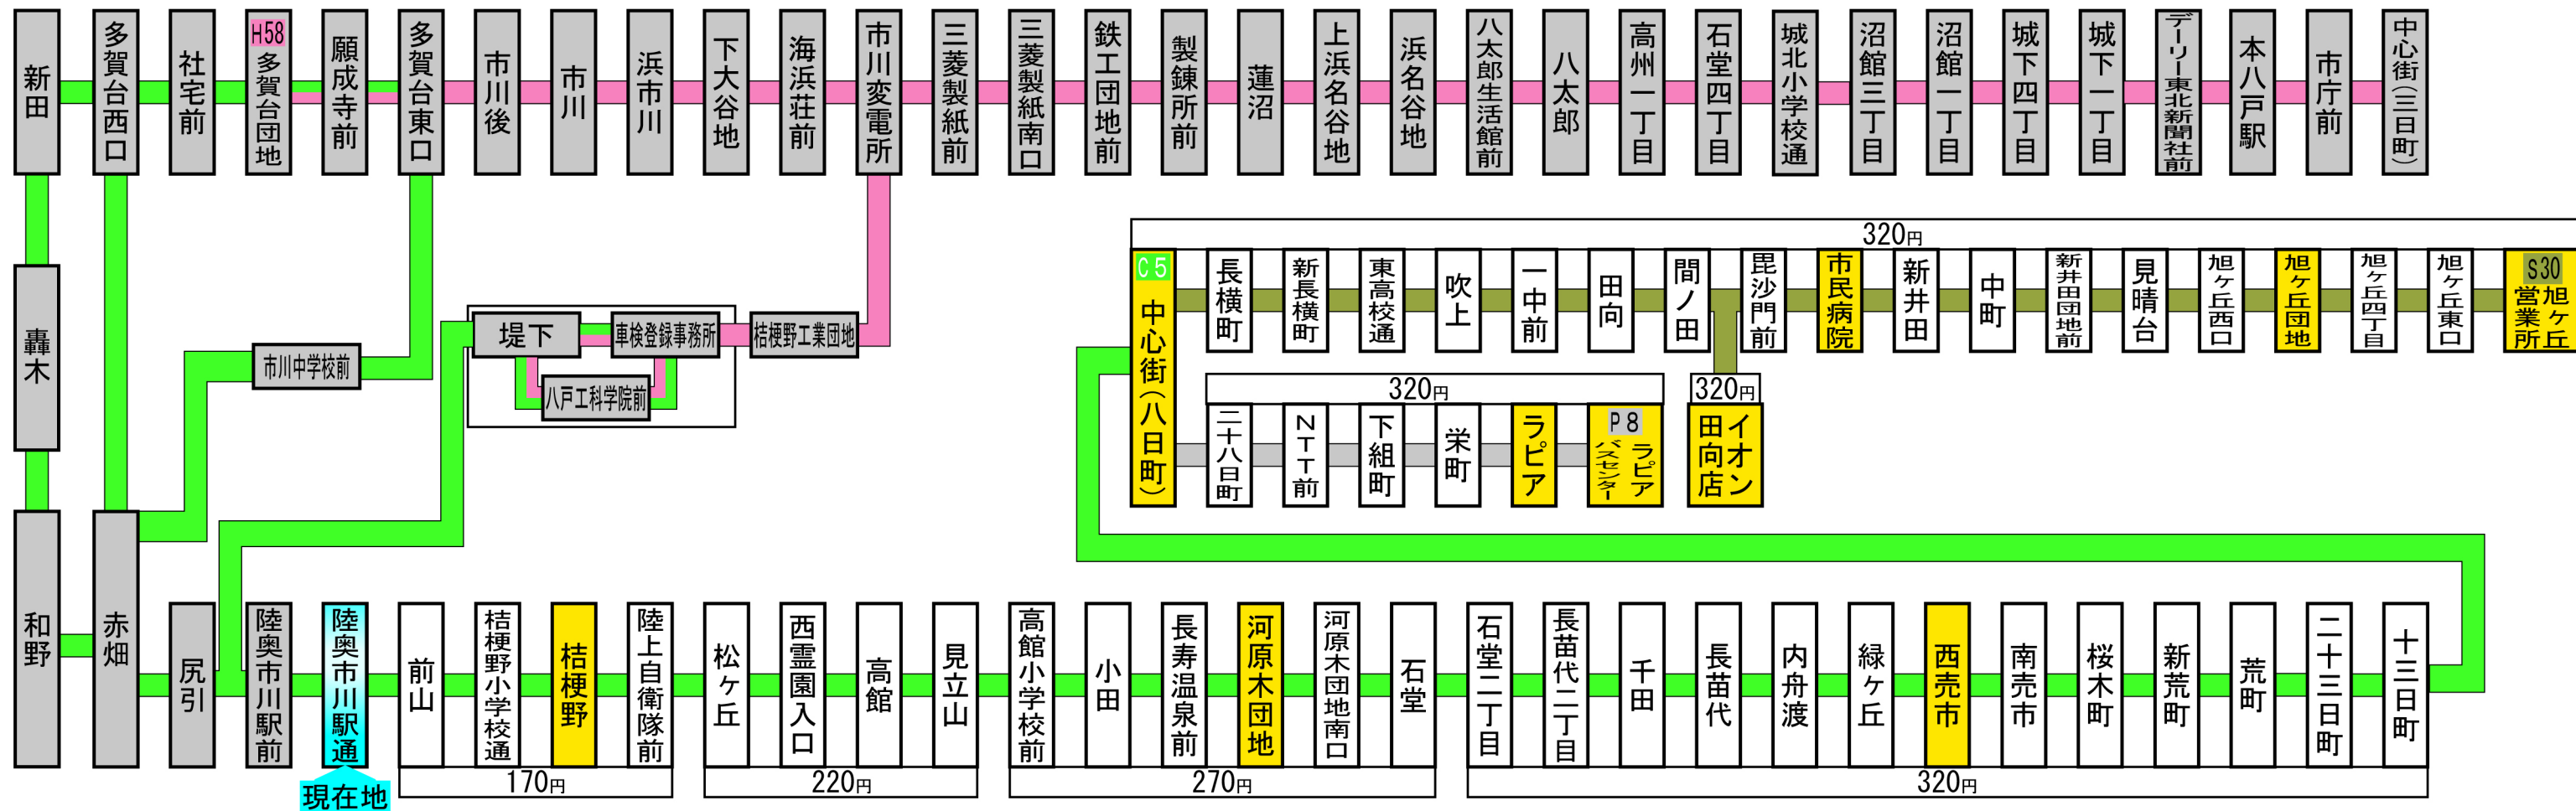 新田
多賀台西口
社宅前
H58 多賀台団地
願成寺前
多賀台東口
市川後
市川
浜市川
下大谷地
海浜荘前
市川変電所
三菱製紙前
三菱製紙南口
鉄工団地前
製錬所前
蓮沼
上浜名谷地
浜名谷地
八太郎生活館前
八太郎
高州一丁目
石堂四丁目
城北小学校通
沼館三丁目
沼館一丁目
城下四丁目
城下一丁目
デーリー東北新聞社前
本八戸駅
市庁前
中心街(三日町)
轟木
市川中学校前
堤下
車検登録事務所
桔梗野工業団地
八戸工科学院前
320円
C5 中心街(八日町)
長横町
新長横町
東高校通
吹上
一中前
田向
間ノ田
毘沙門前
市民病院
新井田
中町
新井田団地前
見晴台
旭ヶ丘西口
旭ヶ丘団地
旭ヶ丘四丁目
旭ヶ丘東口
S30 旭ヶ丘営業所
320円
二十八日町
NTT前
下組町
栄町
ラピア
P8 ラピアバスセンター
320円
イオン田向店
和野
赤畑
尻引
陸奥市川駅前
陸奥市川駅通
現在地
前山
桔梗野小学校通
桔梗野
陸上自衛隊前
170円
松ヶ丘
西霊園入口
高館
見立山
220円
高館小学校前
小田
長寿温泉前
河原木団地
河原木団地南口
石堂
270円
石堂二丁目
長苗代二丁目
千田
長苗代
内舟渡
緑ヶ丘
西売市
南売市
桜木町
新荒町
荒町
二十三日町
十三日町
320円